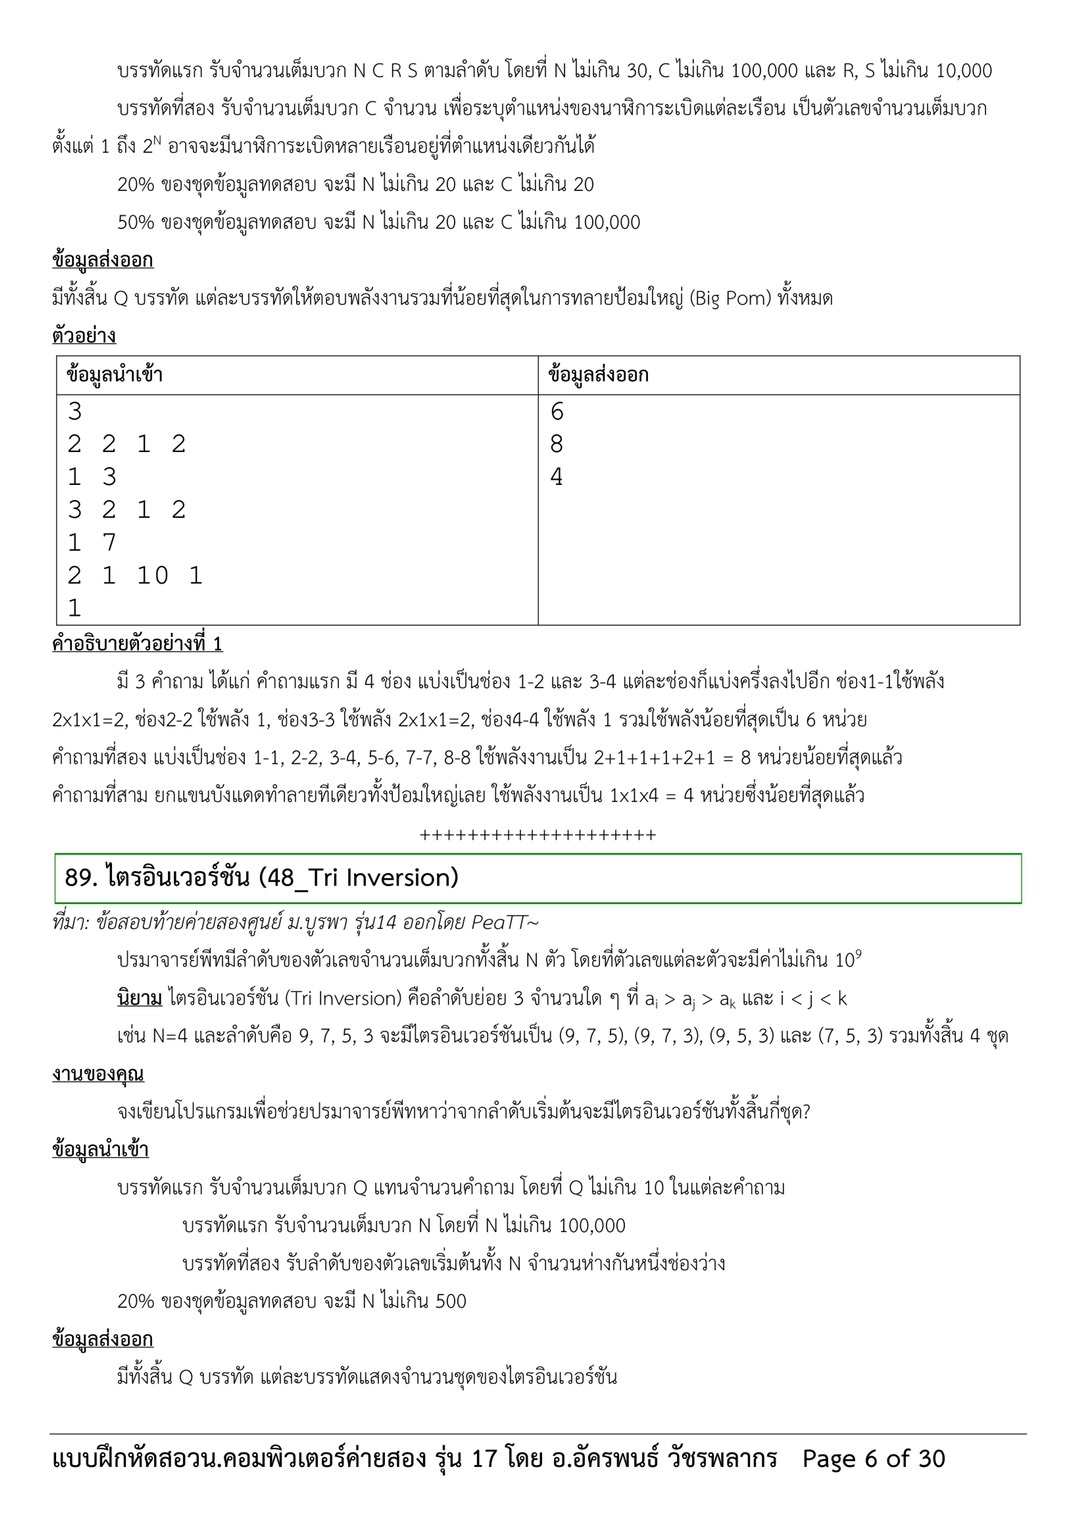 บรรทัดแรก รับจำนวนเต็มบวก N C R S ตามลำดับ โดยที่ N ไม่เกิน 30, C ไม่เกิน 100,000 และ R, S ไม่เกิน 10,000
บรรทัดที่สอง รับจำนวนเต็มบวก C จำนวน เพื่อระบุตำแหน่งของนาฬิการะเบิดแต่ละเรือน เป็นตัวเลขจำนวนเต็มบวก
ตั้งแต่ 1 ถึง 2ᴺ อาจจะมีนาฬิการะเบิดหลายเรือนอยู่ที่ตำแหน่งเดียวกันได้
20% ของชุดข้อมูลทดสอบ จะมี N ไม่เกิน 20 และ C ไม่เกิน 20
50% ของชุดข้อมูลทดสอบ จะมี N ไม่เกิน 20 และ C ไม่เกิน 100,000
ข้อมูลส่งออก
มีทั้งสิ้น Q บรรทัด แต่ละบรรทัดให้ตอบพลังงานรวมที่น้อยที่สุดในการทลายป้อมใหญ่ (Big Pom) ทั้งหมด
ตัวอย่าง
ข้อมูลนำเข้า ข้อมูลส่งออก
3 6
2 2 1 2 8
1 3 4
3 2 1 2
1 7
2 1 10 1
1
คำอธิบายตัวอย่างที่ 1
มี 3 คำถาม ได้แก่ คำถามแรก มี 4 ช่อง แบ่งเป็นช่อง 1-2 และ 3-4 แต่ละช่องก็แบ่งครึ่งลงไปอีก ช่อง1-1ใช้พลัง
2x1x1=2, ช่อง2-2 ใช้พลัง 1, ช่อง3-3 ใช้พลัง 2x1x1=2, ช่อง4-4 ใช้พลัง 1 รวมใช้พลังน้อยที่สุดเป็น 6 หน่วย
คำถามที่สอง แบ่งเป็นช่อง 1-1, 2-2, 3-4, 5-6, 7-7, 8-8 ใช้พลังงานเป็น 2+1+1+1+2+1 = 8 หน่วยน้อยที่สุดแล้ว
คำถามที่สาม ยกแขนบังแดดทำลายทีเดียวทั้งป้อมใหญ่เลย ใช้พลังงานเป็น 1x1x4 = 4 หน่วยซึ่งน้อยที่สุดแล้ว
++++++++++++++++++++
89. ไตรอินเวอร์ชัน (48_Tri Inversion)
ที่มา: ข้อสอบท้ายค่ายสองศูนย์ ม.บูรพา รุ่น14 ออกโดย PeaTT~
ปรมาจารย์พีทมีลำดับของตัวเลขจำนวนเต็มบวกทั้งสิ้น N ตัว โดยที่ตัวเลขแต่ละตัวจะมีค่าไม่เกิน 10⁹
นิยาม ไตรอินเวอร์ชัน (Tri Inversion) คือลำดับย่อย 3 จำนวนใด ๆ ที่ aᵢ > aⱼ > aₖ และ i < j < k
เช่น N=4 และลำดับคือ 9, 7, 5, 3 จะมีไตรอินเวอร์ชันเป็น (9, 7, 5), (9, 7, 3), (9, 5, 3) และ (7, 5, 3) รวมทั้งสิ้น 4 ชุด
งานของคุณ
จงเขียนโปรแกรมเพื่อช่วยปรมาจารย์พีทหาว่าจากลำดับเริ่มต้นจะมีไตรอินเวอร์ชันทั้งสิ้นกี่ชุด?
ข้อมูลนำเข้า
บรรทัดแรก รับจำนวนเต็มบวก Q แทนจำนวนคำถาม โดยที่ Q ไม่เกิน 10 ในแต่ละคำถาม
บรรทัดแรก รับจำนวนเต็มบวก N โดยที่ N ไม่เกิน 100,000
บรรทัดที่สอง รับลำดับของตัวเลขเริ่มต้นทั้ง N จำนวนห่างกันหนึ่งช่องว่าง
20% ของชุดข้อมูลทดสอบ จะมี N ไม่เกิน 500
ข้อมูลส่งออก
มีทั้งสิ้น Q บรรทัด แต่ละบรรทัดแสดงจำนวนชุดของไตรอินเวอร์ชัน
แบบฝึกหัดสอวน.คอมพิวเตอร์ค่ายสอง รุ่น 17 โดย อ.อัครพนธ์ วัชรพลากร Page 6 of 30